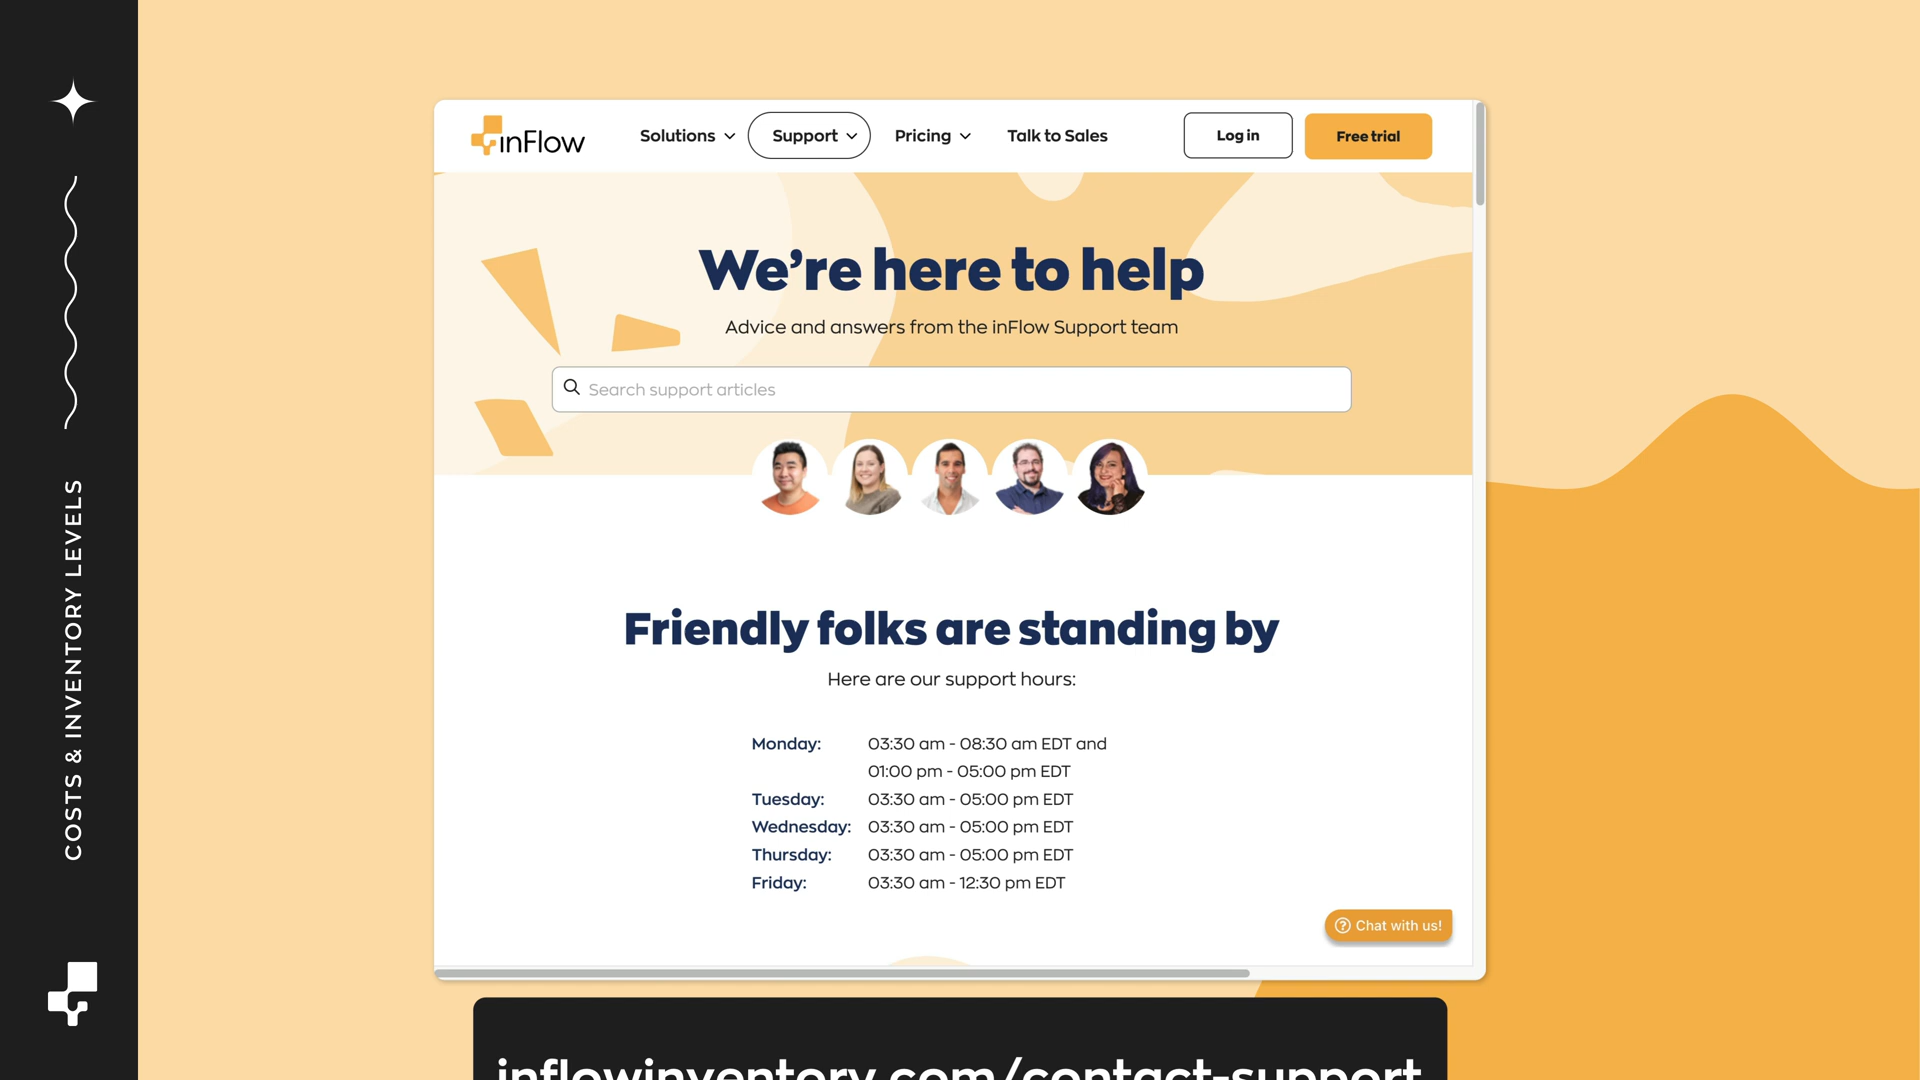 COSTS & INVENTORY LEVELS
inFlow
Solutions
Support
Pricing
Talk to Sales
Log in
Free trial
We’re here to help
Advice and answers from the inFlow Support team
Search support articles
Friendly folks are standing by
Here are our support hours:
Monday: 03:30 am - 08:30 am EDT and
01:00 pm - 05:00 pm EDT
Tuesday: 03:30 am - 05:00 pm EDT
Wednesday: 03:30 am - 05:00 pm EDT
Thursday: 03:30 am - 05:00 pm EDT
Friday: 03:30 am - 12:30 pm EDT
Chat with us!
inflowinventory.com/contact-support